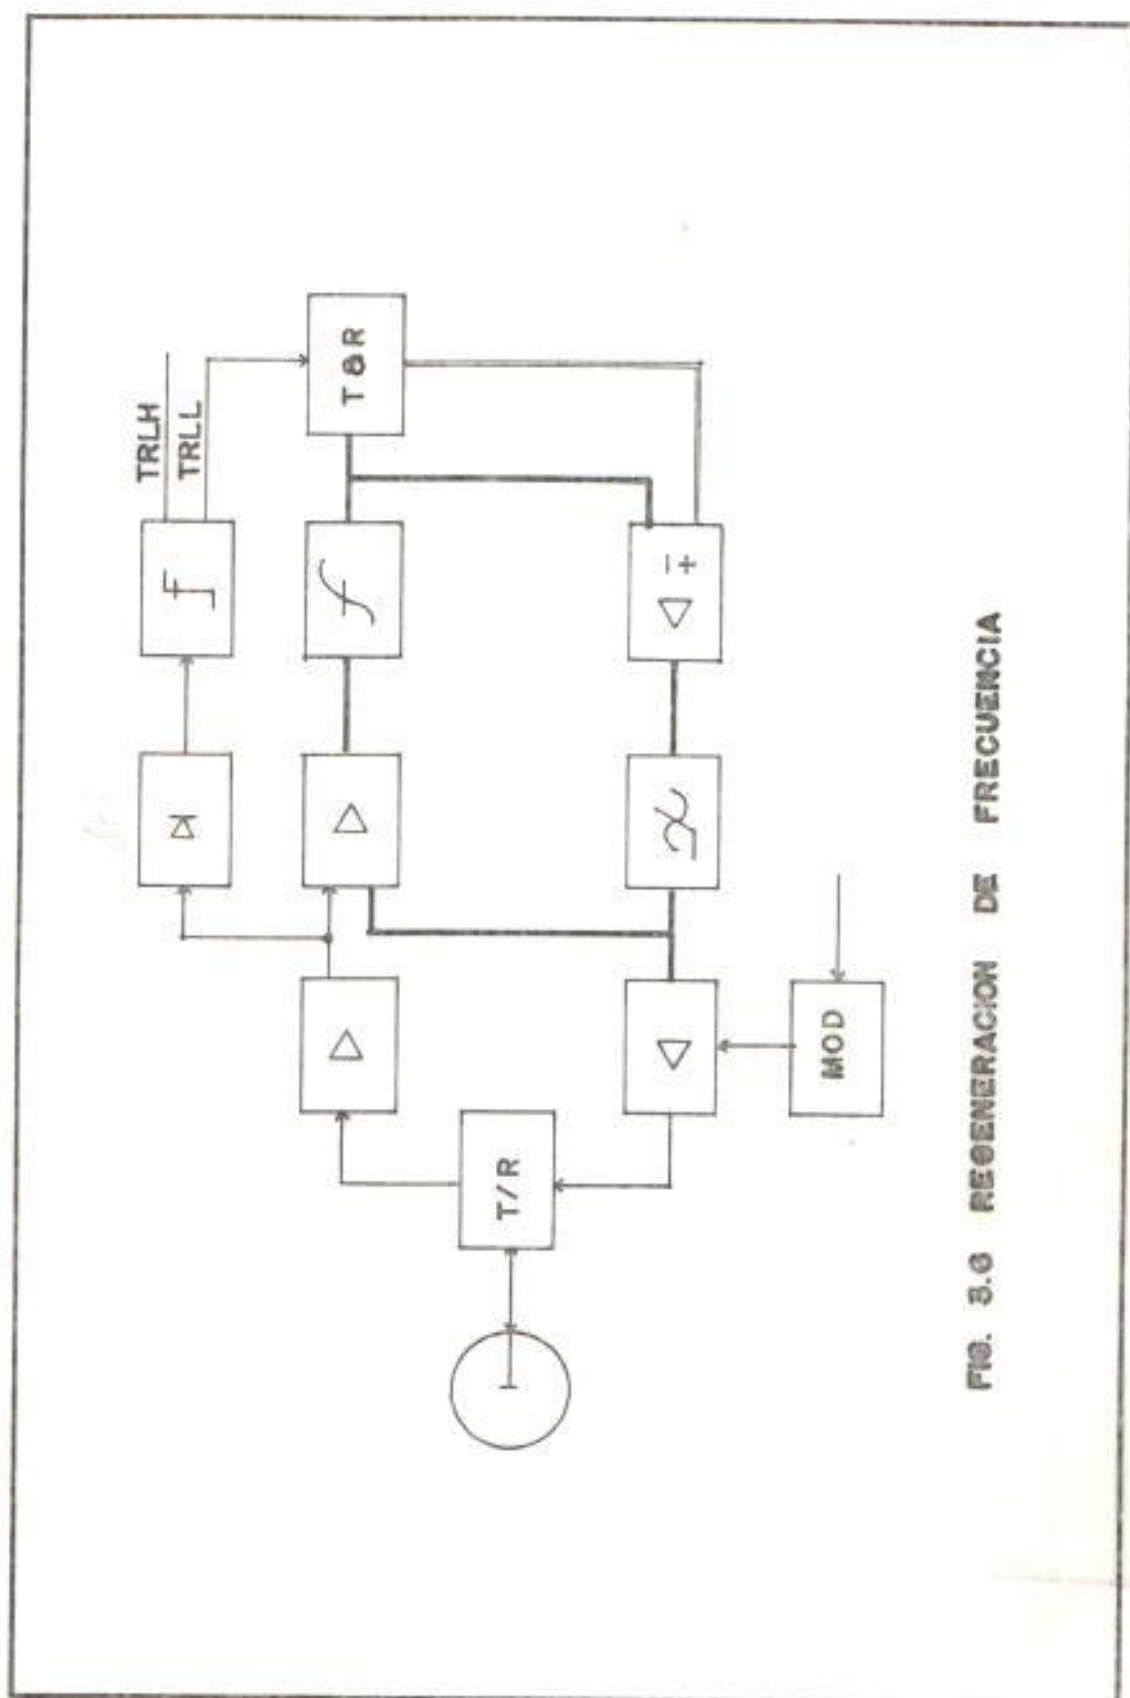 TRLH
TRLL
T&R
T/R
MOD
FIG. 3.6 REGENERACION DE FRECUENCIA